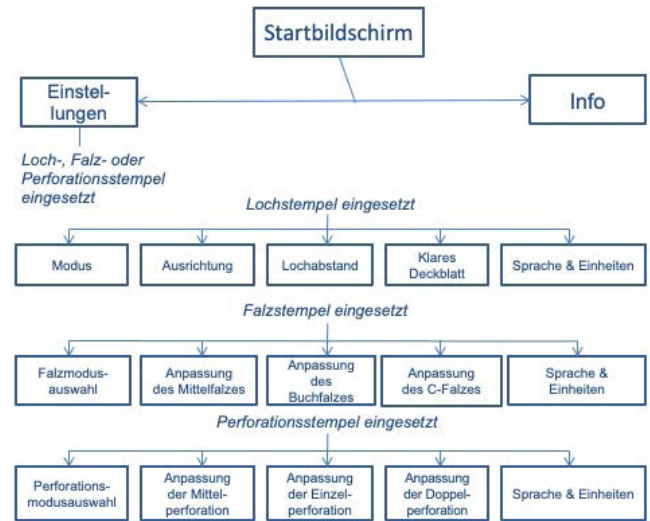 Startbildschirm
Einstel-
lungen
Info
Loch-, Falz- oder
Perforationsstempel
eingesetzt
Lochstempel eingesetzt
Modus
Ausrichtung
Lochabstand
Klares
Deckblatt
Sprache & Einheiten
Falzstempel eingesetzt
Falzmodus-
auswahl
Anpassung
des Mittelfalzes
Anpassung
des
Buchfalzes
Anpassung
des C-Falzes
Sprache &
Einheiten
Perforationsstempel eingesetzt
Perforations-
modusauswahl
Anpassung
der Mittel-
perforation
Anpassung
der Einzel-
perforation
Anpassung
der Doppel-
perforation
Sprache & Einheiten